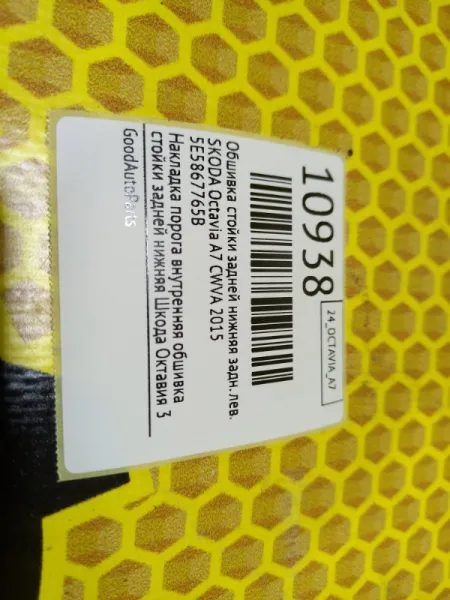 10938
24_OCTAVIA_A7
Обшивка стойки задней нижняя задн. лев.
SKODA Octavia A7 CWVA 2015
5E5867765B
Накладка порога внутренняя обшивка
стойки задней нижняя Шкода Октавия 3
GoodAutoParts